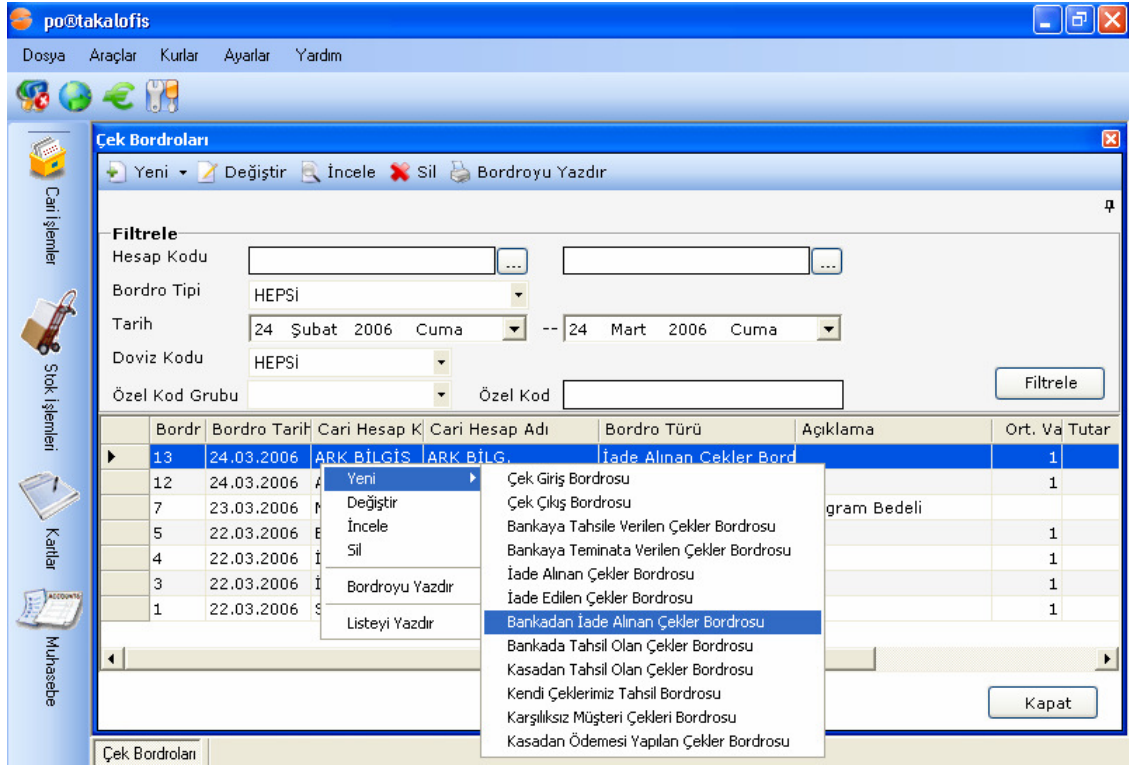 po®takalofis
Dosya Araçlar Kurlar Ayarlar Yardım
Çek Bordroları
Yeni Değiştir İncele Sil Bordroyu Yazdır
Cari İşlemler
Stok İşlemleri
Kartlar
ACCOUNTS
Muhasebe
Filtrele
Hesap Kodu ... ...
Bordro Tipi HEPSİ
Tarih 24 Şubat 2006 Cuma -- 24 Mart 2006 Cuma
Doviz Kodu HEPSİ
Özel Kod Grubu Özel Kod Filtrele
Bordr Bordro Tarih Cari Hesap K Cari Hesap Adı Bordro Türü Açıklama Ort. Va Tutar
13 24.03.2006 ARK BİLGİS ARK BİLG. İade Alınan Çekler Bord 1
12 24.03.2006 1
7 23.03.2006 gram Bedeli
5 22.03.2006 1
4 22.03.2006 1
3 22.03.2006 1
1 22.03.2006 1
Yeni
Değiştir
İncele
Sil
Bordroyu Yazdır
Listeyi Yazdır
Çek Giriş Bordrosu
Çek Çıkış Bordrosu
Bankaya Tahsile Verilen Çekler Bordrosu
Bankaya Teminata Verilen Çekler Bordrosu
İade Alınan Çekler Bordrosu
İade Edilen Çekler Bordrosu
Bankadan İade Alınan Çekler Bordrosu
Bankada Tahsil Olan Çekler Bordrosu
Kasadan Tahsil Olan Çekler Bordrosu
Kendi Çeklerimiz Tahsil Bordrosu
Karşılıksız Müşteri Çekleri Bordrosu
Kasadan Ödemesi Yapılan Çekler Bordrosu
Kapat
Çek Bordroları